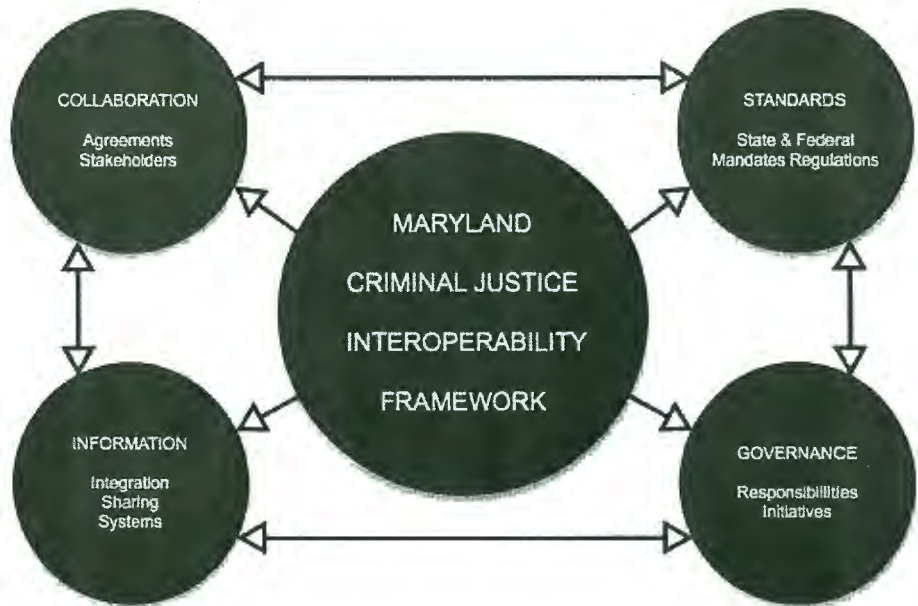 COLLABORATION
Agreements
Stakeholders
STANDARDS
State & Federal
Mandates Regulations
MARYLAND
CRIMINAL JUSTICE
INTEROPERABILITY
FRAMEWORK
INFORMATION
Integration
Sharing
Systems
GOVERNANCE
Responsibilities
Initiatives